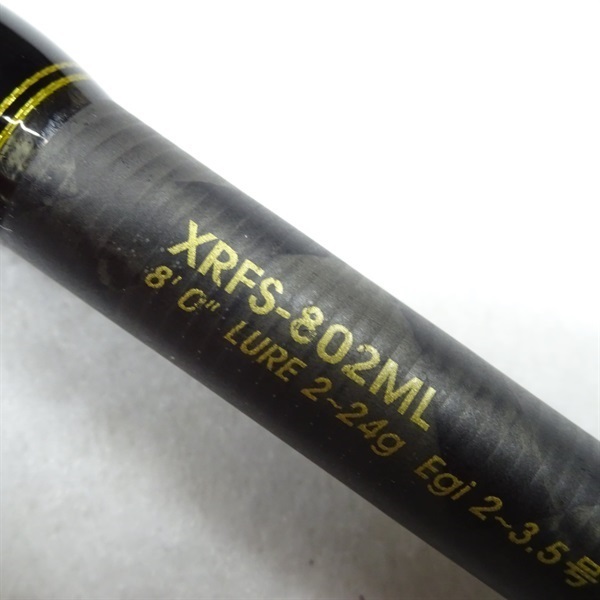 XRFS-802ML
8'0" LURE 2~24g Egi 2~3.5号